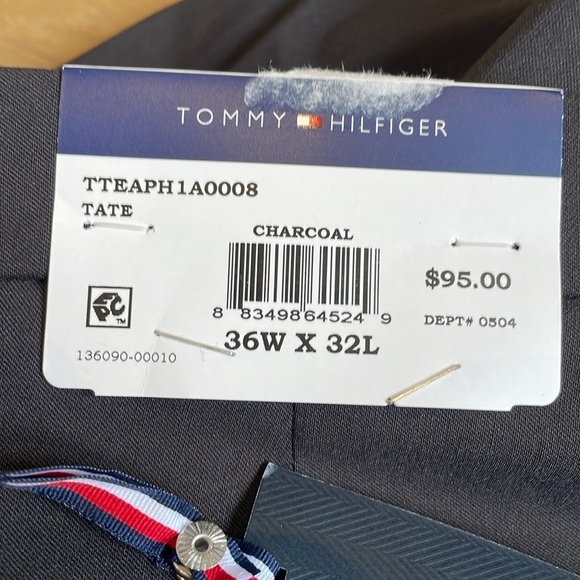 TOMMY HILFIGER
TTEAPH1A0008
TATE
CHARCOAL
$95.00
8 83498 64524 9
DEPT# 0504
36W X 32L
136090-00010